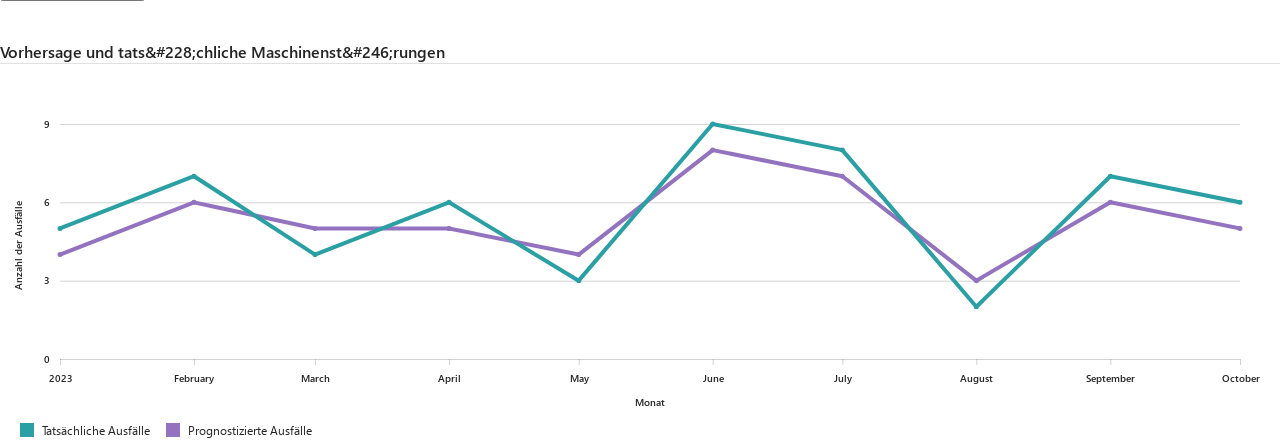 Vorhersage und tats&#228;chliche Maschinenst&#246;rungen
9
6
3
0
Anzahl der Ausfälle
2023 February March April May June July August September October
Monat
Tatsächliche Ausfälle Prognostizierte Ausfälle